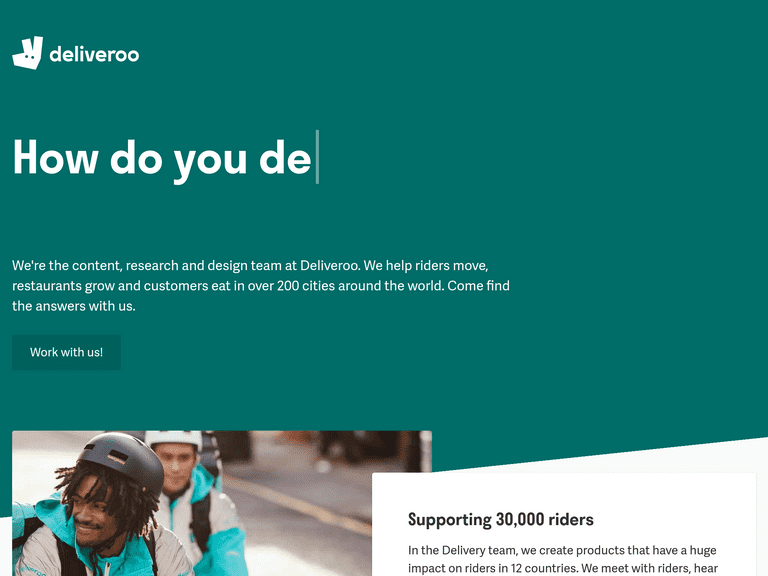 deliveroo
How do you de
We're the content, research and design team at Deliveroo. We help riders move,
restaurants grow and customers eat in over 200 cities around the world. Come find
the answers with us.
Work with us!
Supporting 30,000 riders
In the Delivery team, we create products that have a huge
impact on riders in 12 countries. We meet with riders, hear